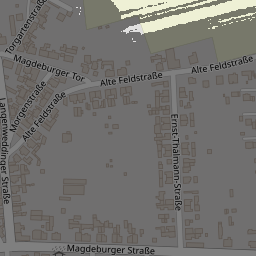 Torgartenstraße
Magdeburger Tor
Alte Feldstraße
Alte Feldstraße
Morgenstraße
Alte Feldstraße
Langenweddinger Straße
Ernst-Thälmann-Straße
Magdeburger Straße